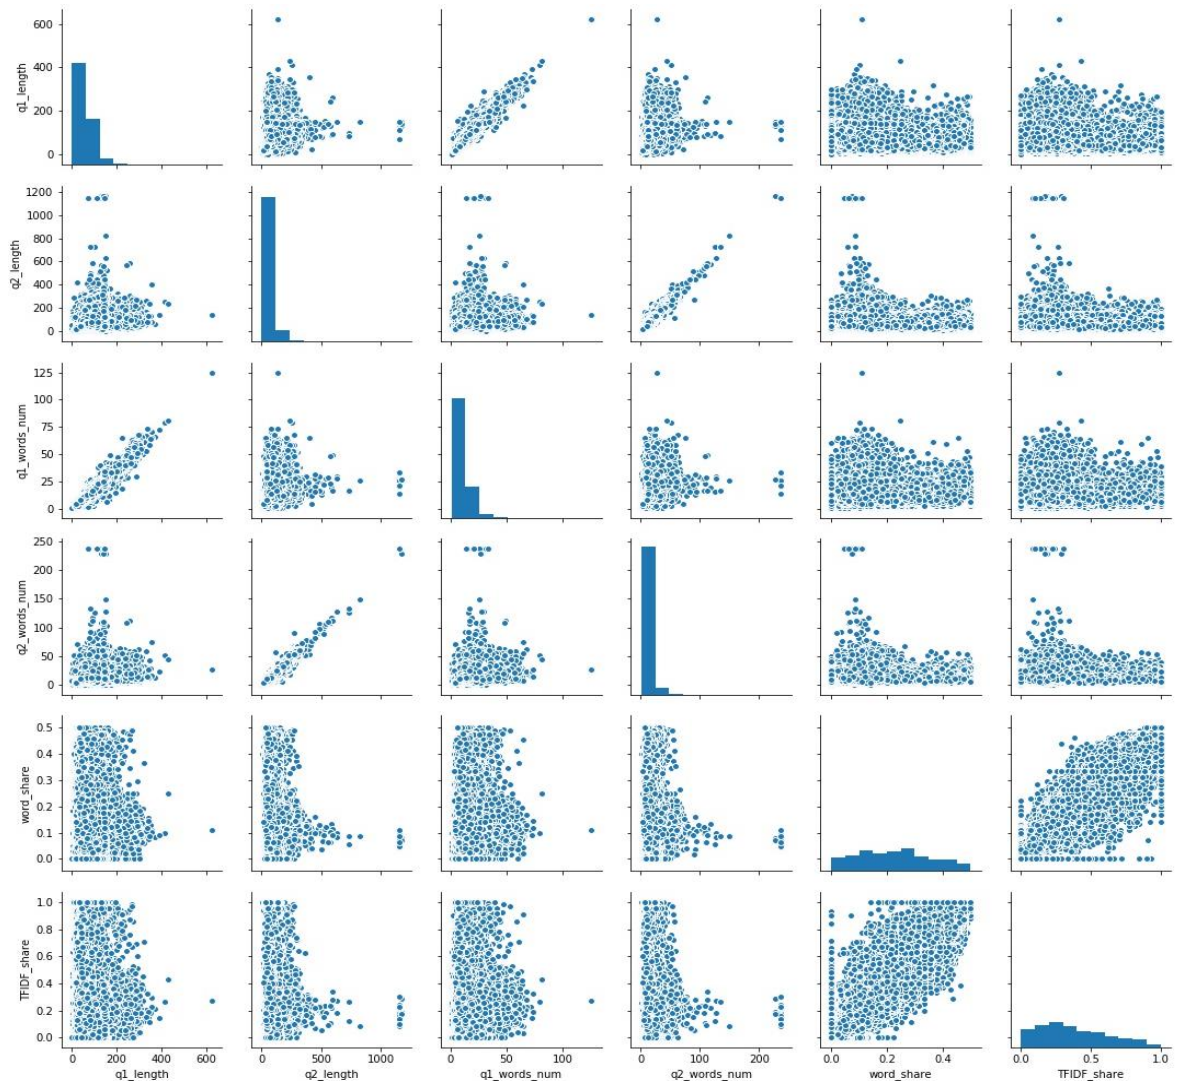 600
400
200
0
q1_length
1200
1000
800
600
400
200
0
q2_length
125
100
75
50
25
0
q1_words_num
250
200
150
100
50
0
q2_words_num
0.5
0.4
0.3
0.2
0.1
0.0
word_share
1.0
0.8
0.6
0.4
0.2
0.0
TFIDF_share
0 200 400 600
0 500 1000
0 50 100
0 100 200
0.0 0.2 0.4
0.0 0.5 1.0
q1_length q2_length q1_words_num q2_words_num word_share TFIDF_share